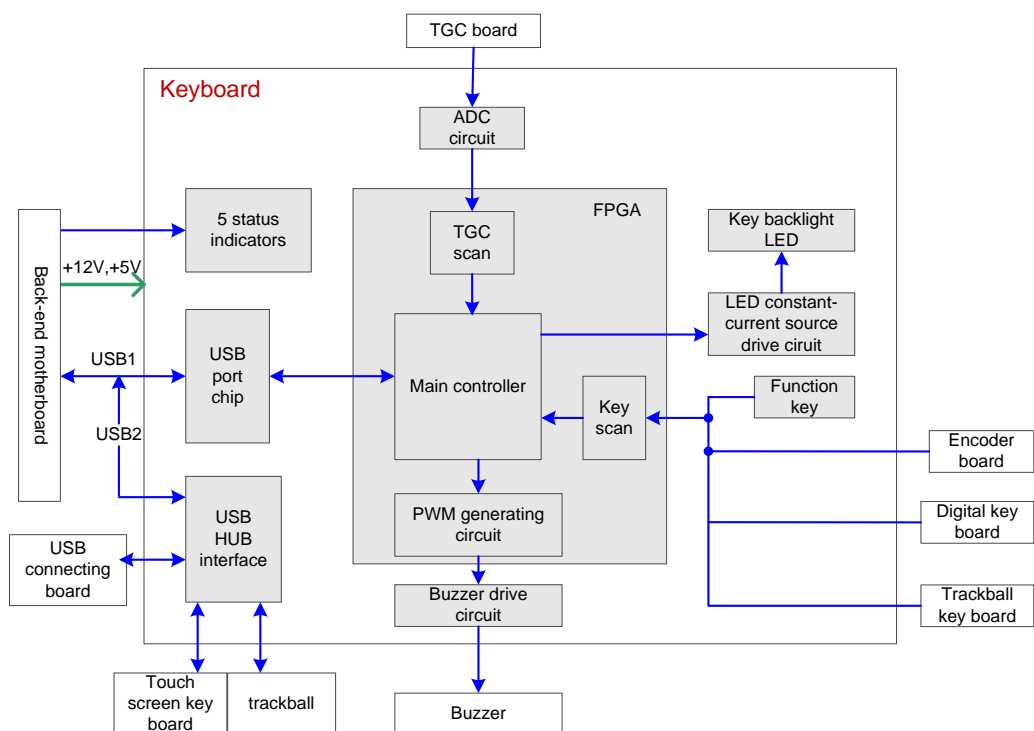 TGC board
Keyboard
ADC
circuit
FPGA
5 status
indicators
TGC
scan
Key backlight
LED
+12V,+5V
Back-end motherboard
LED constant-
current source
drive ciruit
USB1
USB
port
chip
Main controller
Key
scan
Function
key
USB2
Encoder
board
USB
HUB
interface
PWM generating
circuit
Digital key
board
USB
connecting
board
Buzzer drive
circuit
Trackball
key board
Touch
screen key
board
trackball
Buzzer